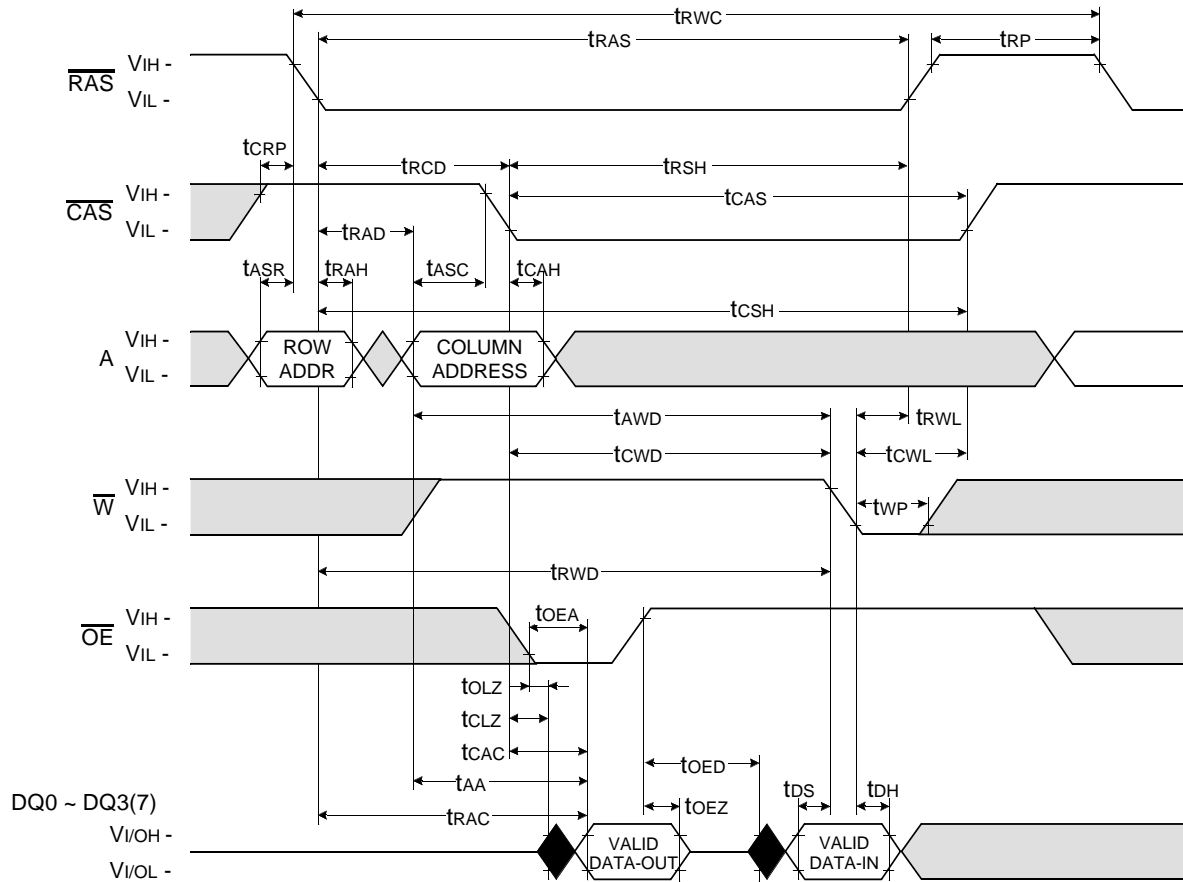 tRWC
tRAS
tRP
RAS
VIH -
VIL -
tCRP
tRCD
tRSH
CAS
VIH -
VIL -
tCAS
tRAD
tASR
tRAH
tASC
tCAH
tCSH
A
VIH -
VIL -
ROW
ADDR
COLUMN
ADDRESS
tAWD
tRWL
tCWD
tCWL
W
VIH -
VIL -
tWP
tRWD
OE
VIH -
VIL -
tOEA
tOLZ
tCLZ
tCAC
tOED
tAA
tDS
tDH
DQ0 ~ DQ3(7)
tRAC
tOEZ
VI/OH -
VI/OL -
VALID
DATA-OUT
VALID
DATA-IN